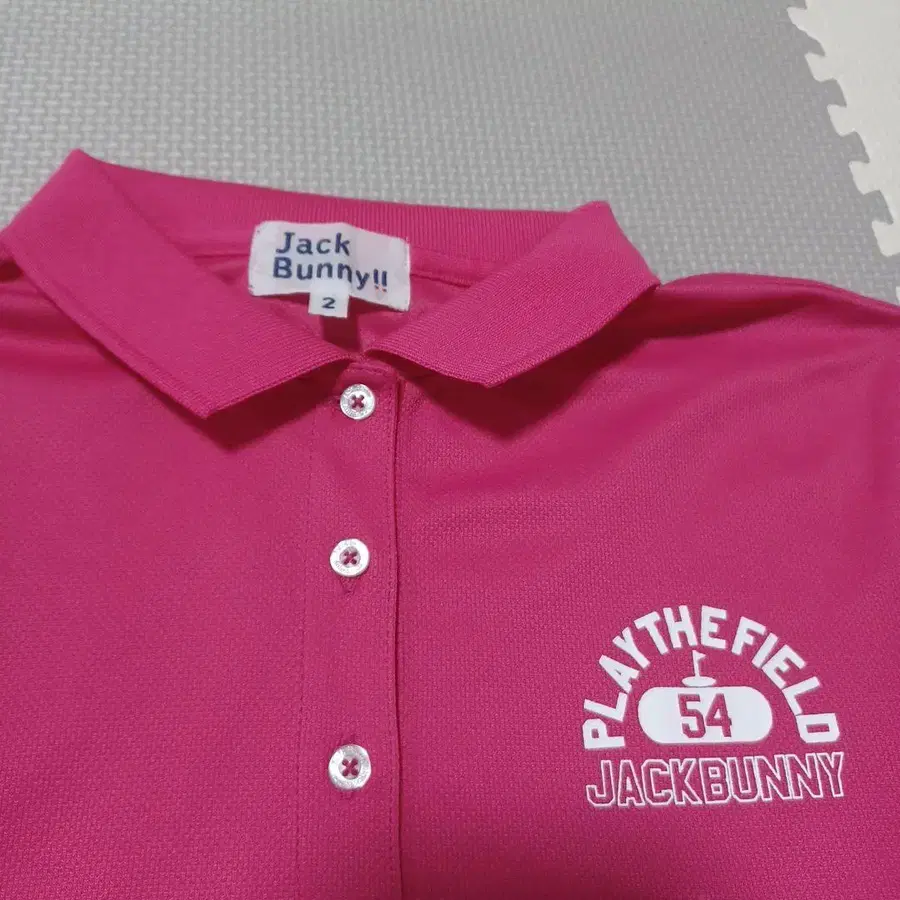 Jack
Bunny!!
2
PLAY THE FIELD
54
JACKBUNNY